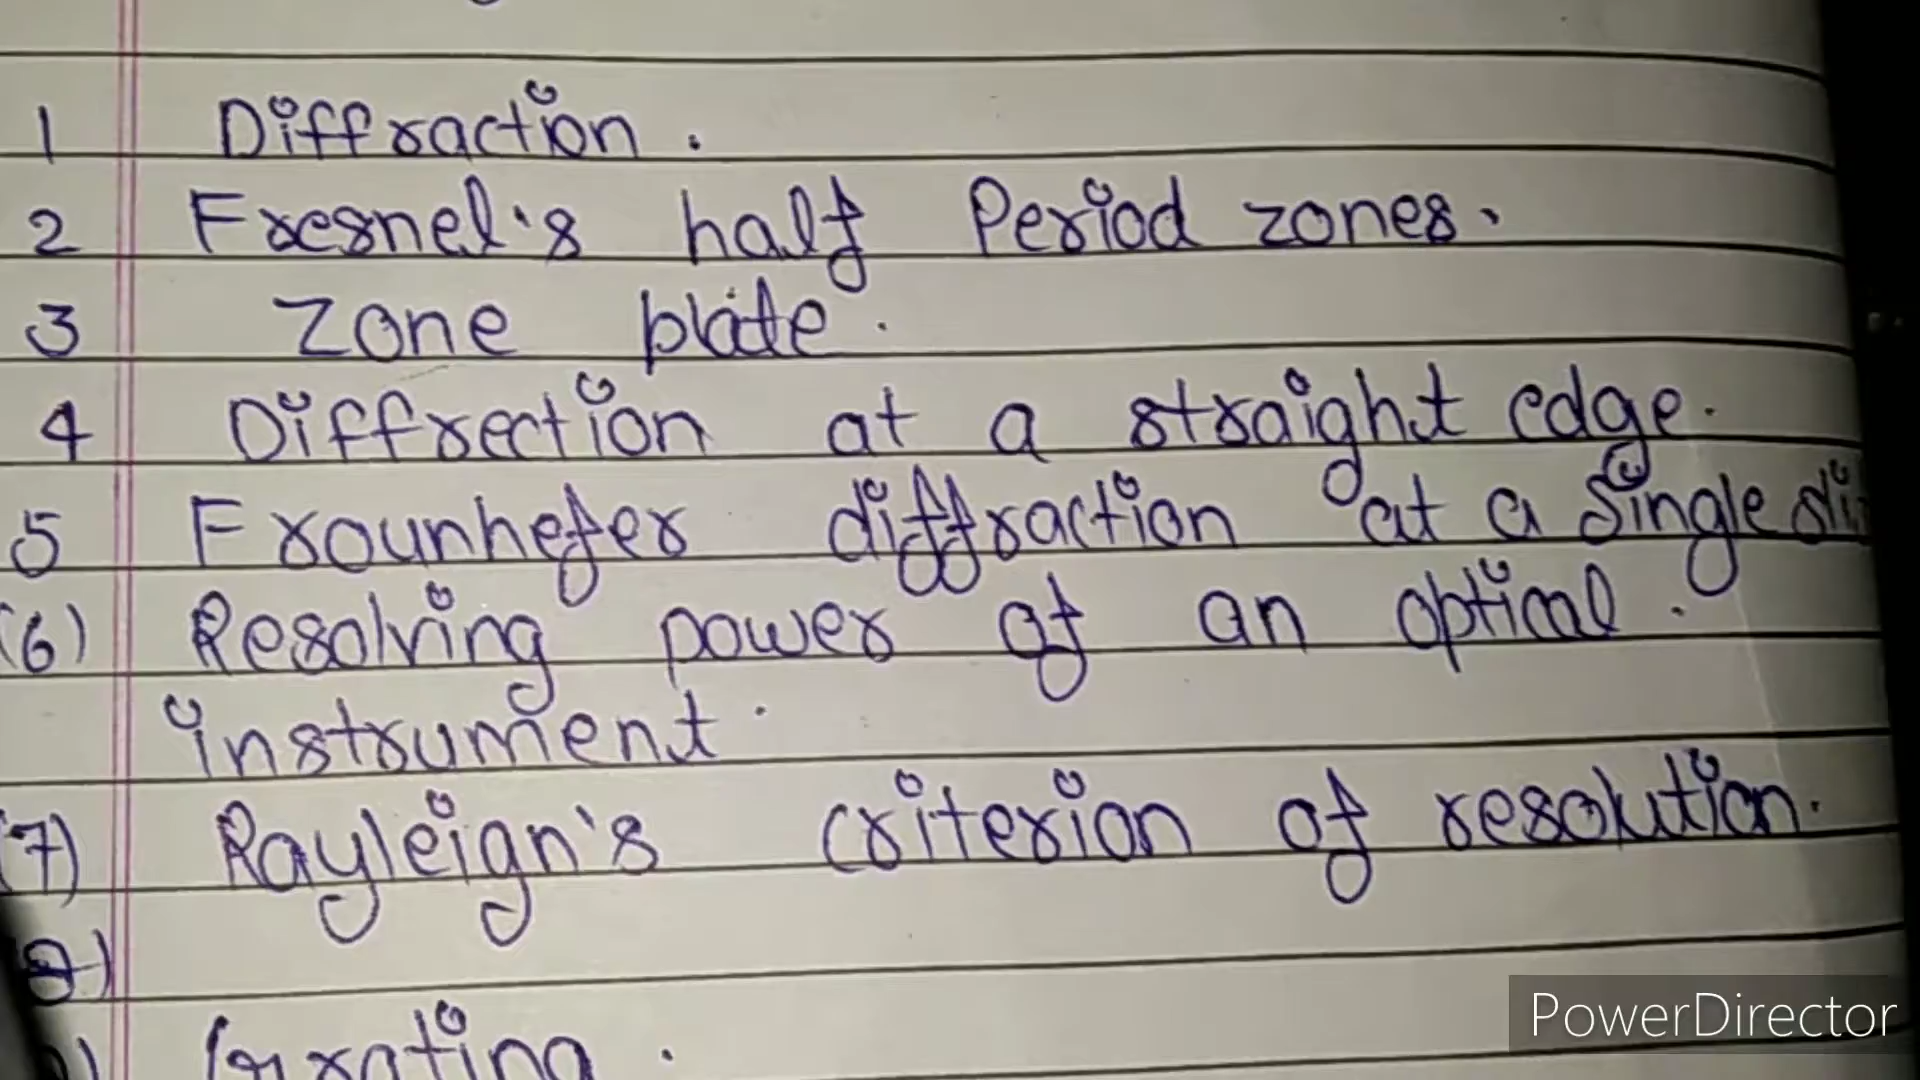 1 Diffraction.
2 Fresnel's half Period zones.
3 Zone plate.
4 Diffrection at a straight edge.
5 Frounhefer diffraction at a Single
(6) Resolving power of an optical.
instrument.
(7) Rayleign's criterion of resolution.
Grating.
PowerDirector